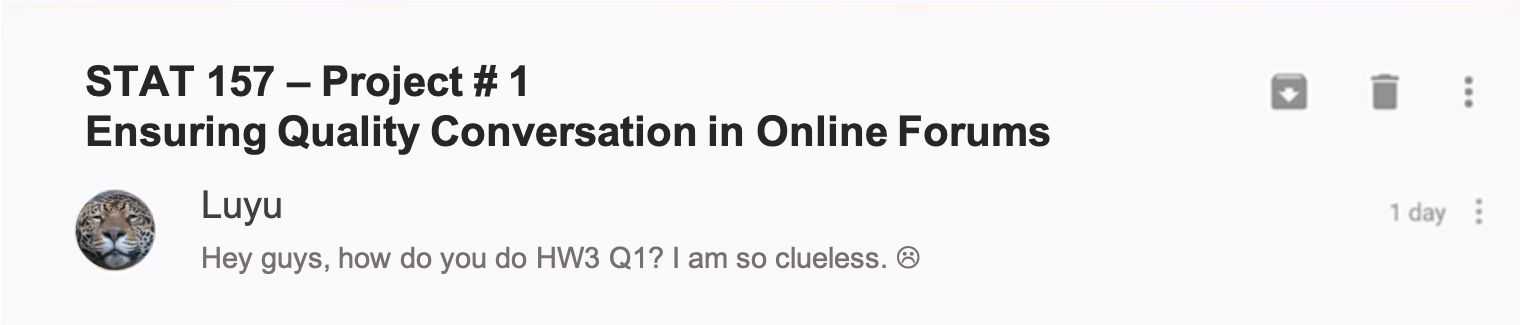 STAT 157 – Project # 1
Ensuring Quality Conversation in Online Forums
Luyu
1 day
Hey guys, how do you do HW3 Q1? I am so clueless. ☹